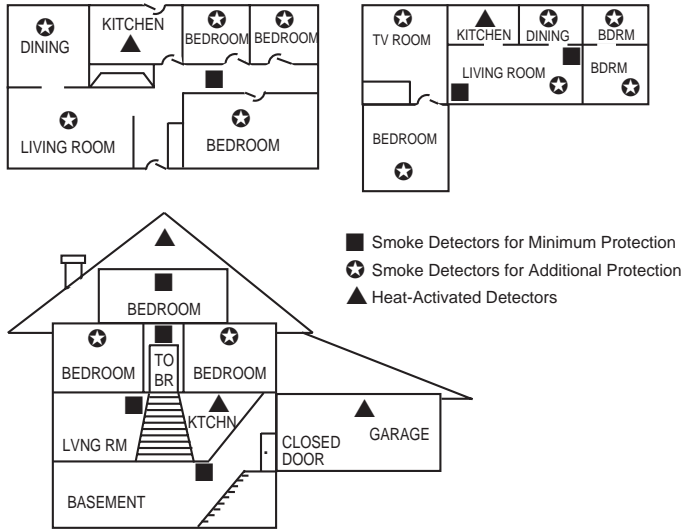 DINING
KITCHEN
BEDROOM
BEDROOM
LIVING ROOM
BEDROOM
TV ROOM
KITCHEN
DINING
BDRM
LIVING ROOM
BDRM
BEDROOM
Smoke Detectors for Minimum Protection
Smoke Detectors for Additional Protection
Heat-Activated Detectors
BEDROOM
BEDROOM
TO
BR
BEDROOM
LVNG RM
KTCHN
CLOSED
DOOR
GARAGE
BASEMENT